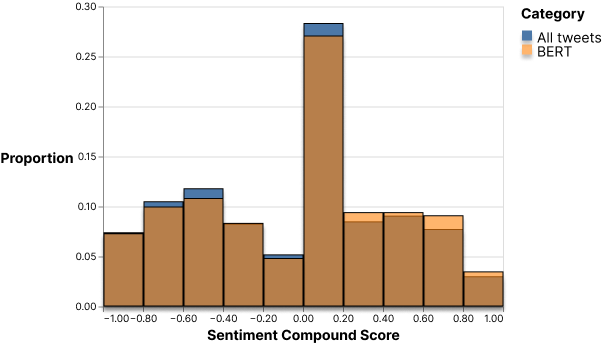 Category
All tweets
BERT
0.30
0.25
0.20
0.15
0.10
0.05
0.00
Proportion
−1.00 −0.80 −0.60 −0.40 −0.20 0.00 0.20 0.40 0.60 0.80 1.00
Sentiment Compound Score